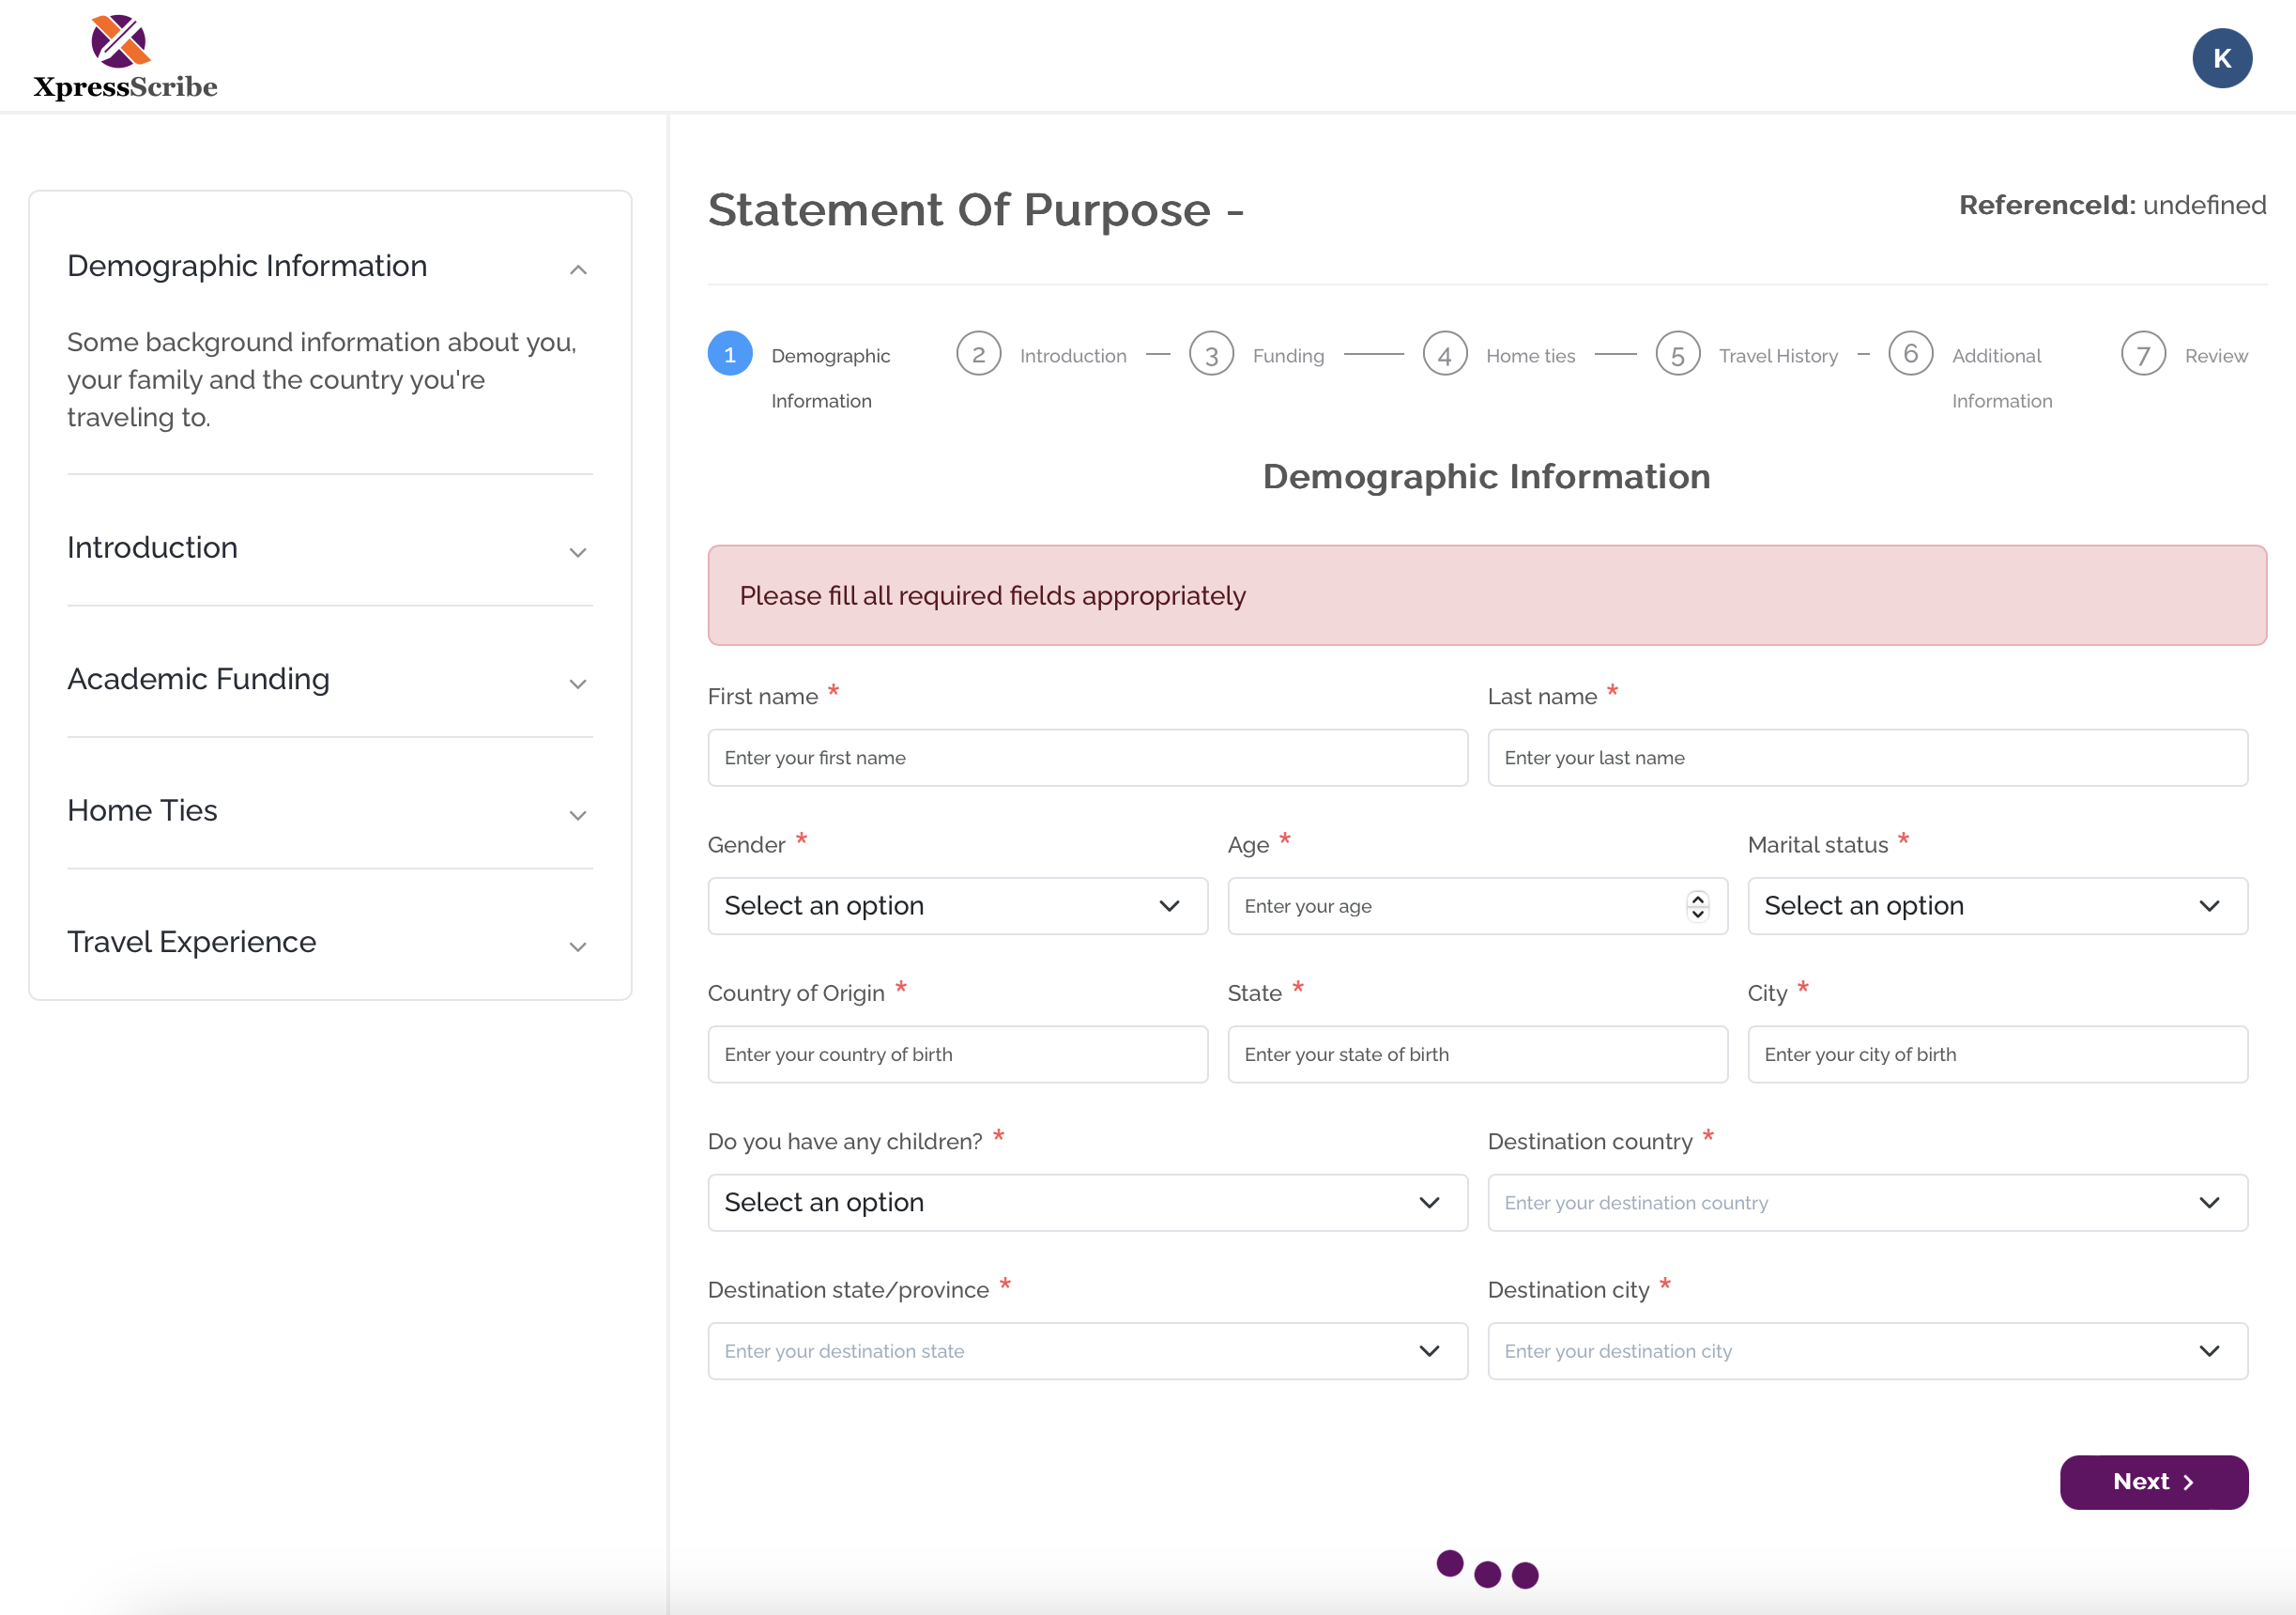 XpressScribe
K
Demographic Information
Some background information about you,
your family and the country you're
traveling to.
Introduction
Academic Funding
Home Ties
Travel Experience
Statement Of Purpose -
ReferenceId: undefined
1 Demographic Information
2 Introduction
3 Funding
4 Home ties
5 Travel History
6 Additional Information
7 Review
Demographic Information
Please fill all required fields appropriately
First name *
Enter your first name
Last name *
Enter your last name
Gender *
Select an option
Age *
Enter your age
Marital status *
Select an option
Country of Origin *
Enter your country of birth
State *
Enter your state of birth
City *
Enter your city of birth
Do you have any children? *
Select an option
Destination country *
Enter your destination country
Destination state/province *
Enter your destination state
Destination city *
Enter your destination city
Next >